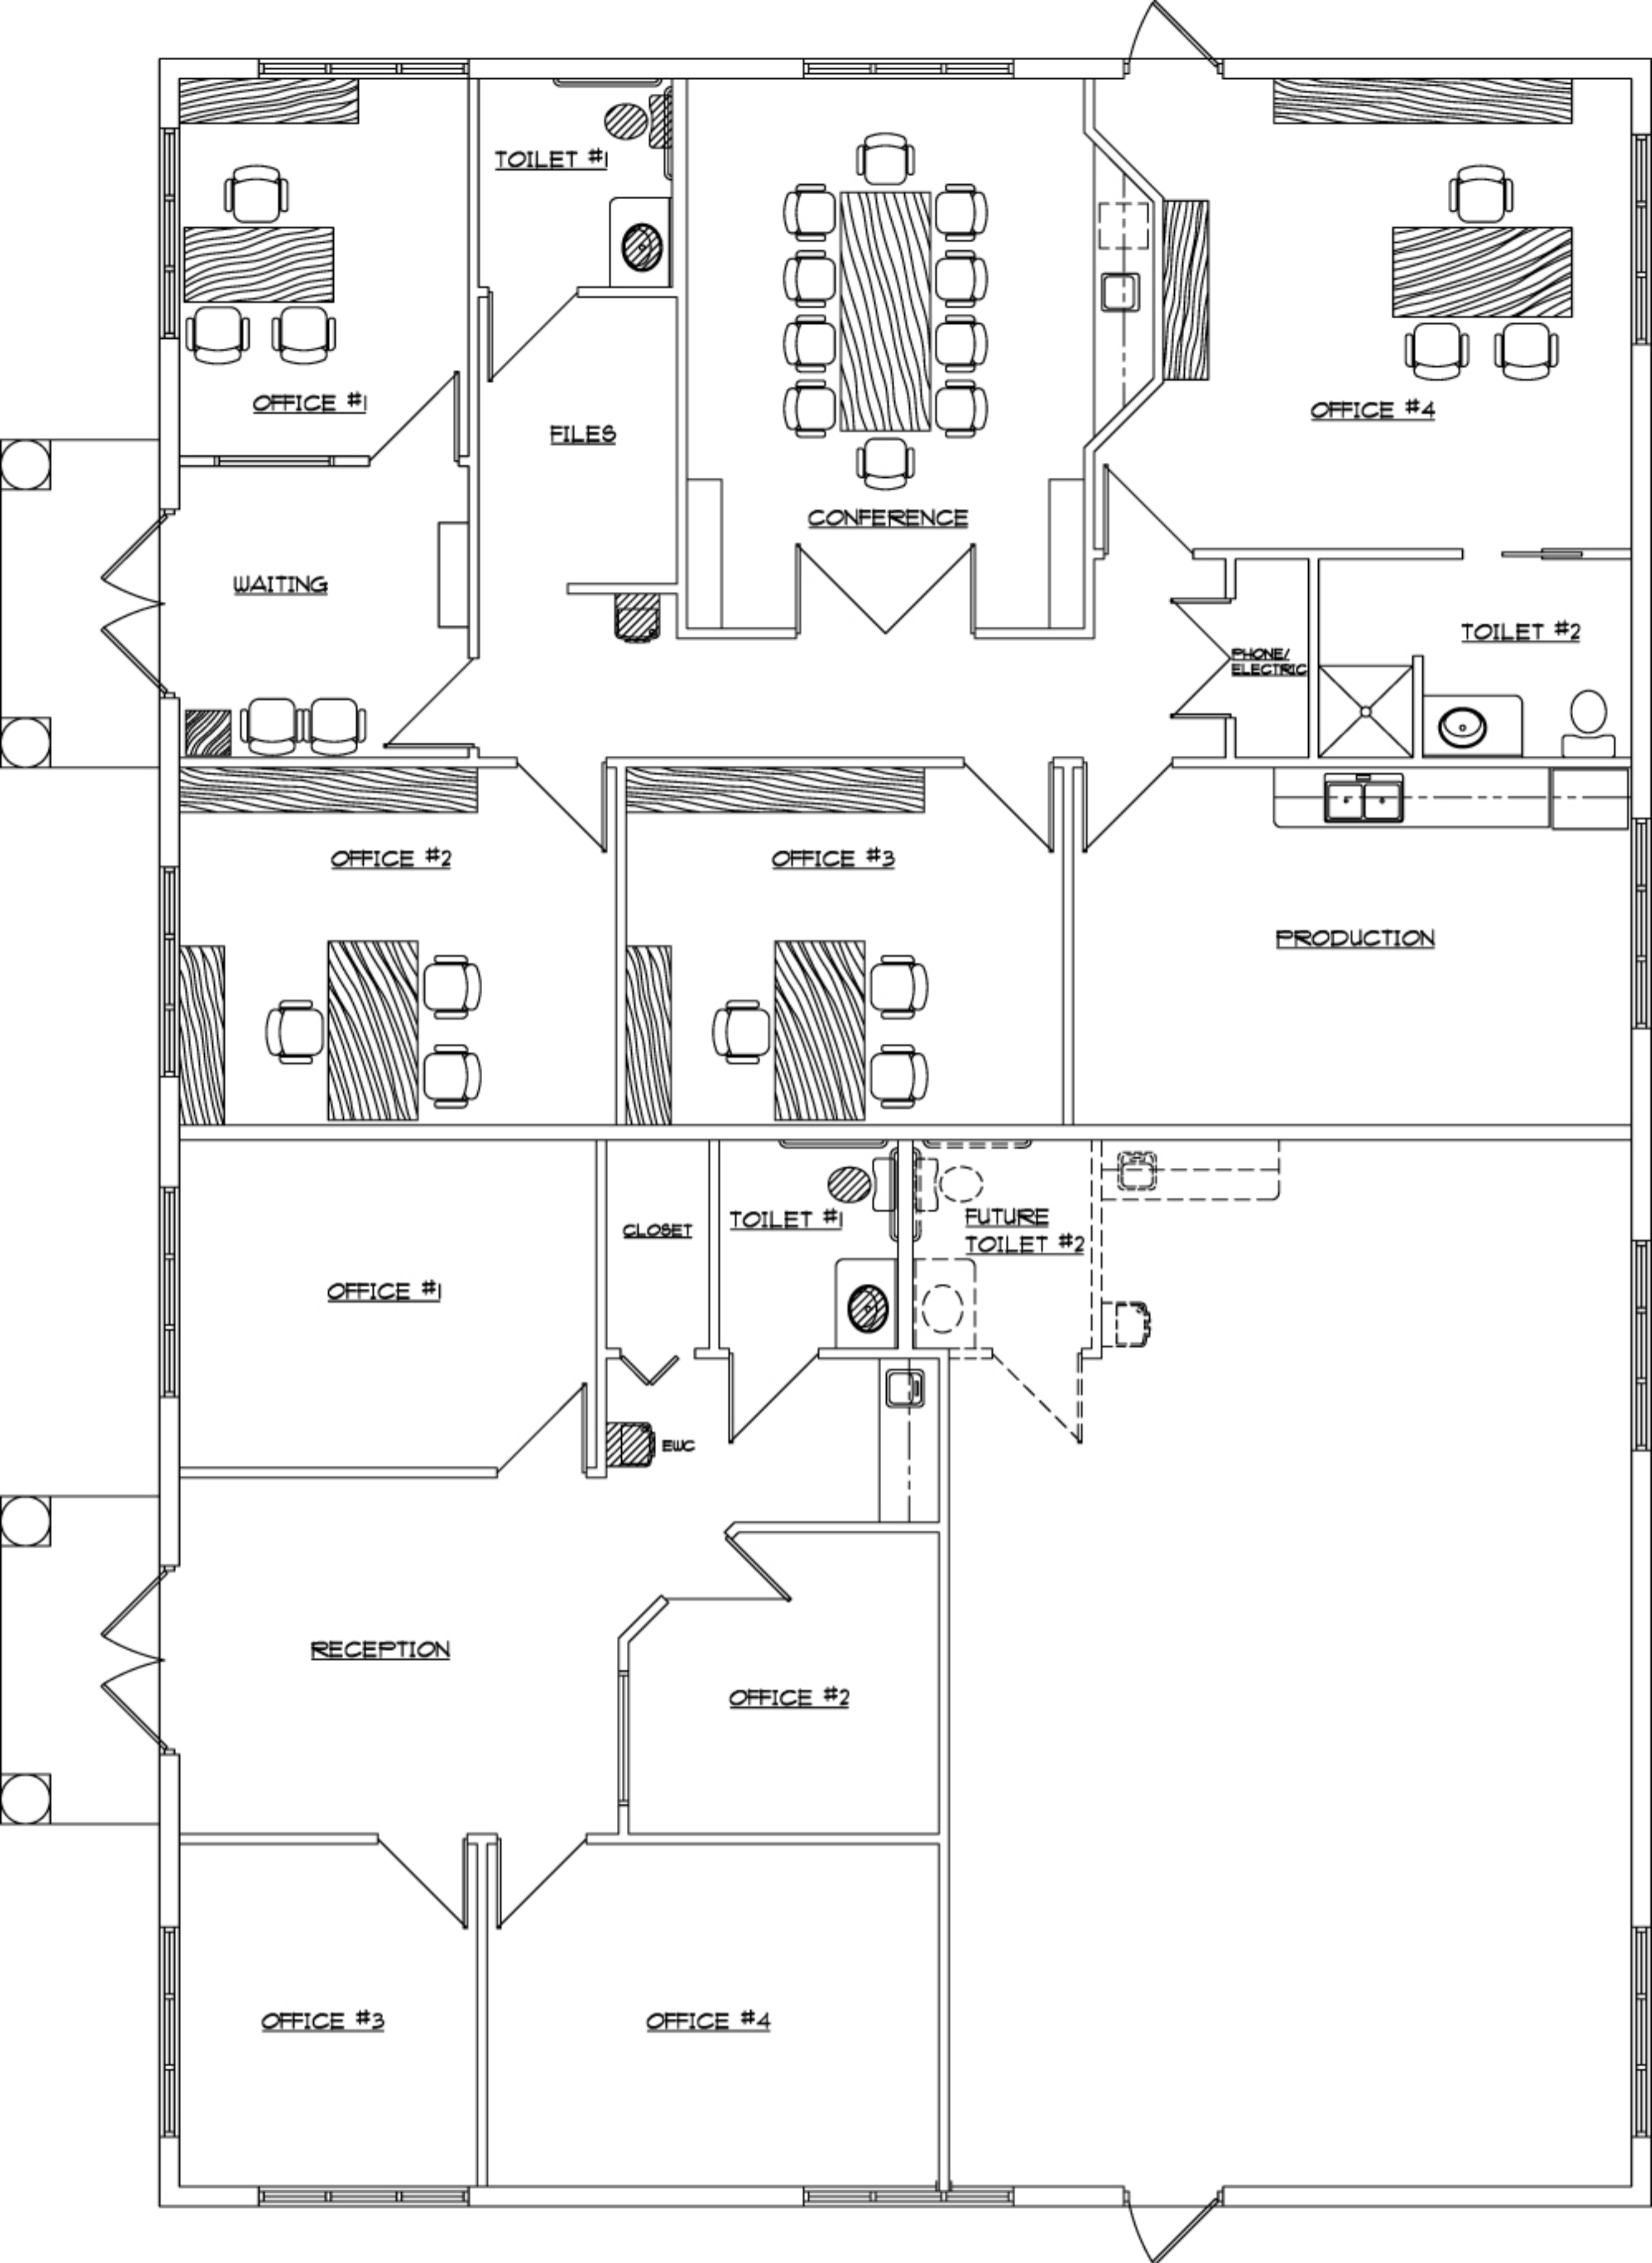 TOILET #1
OFFICE #1
FILES
OFFICE #4
CONFERENCE
WAITING
TOILET #2
PHONE/
ELECTRIC
OFFICE #2
OFFICE #3
PRODUCTION
CLOSET
TOILET #1
FUTURE
TOILET #2
OFFICE #1
EWC
RECEPTION
OFFICE #2
OFFICE #3
OFFICE #4